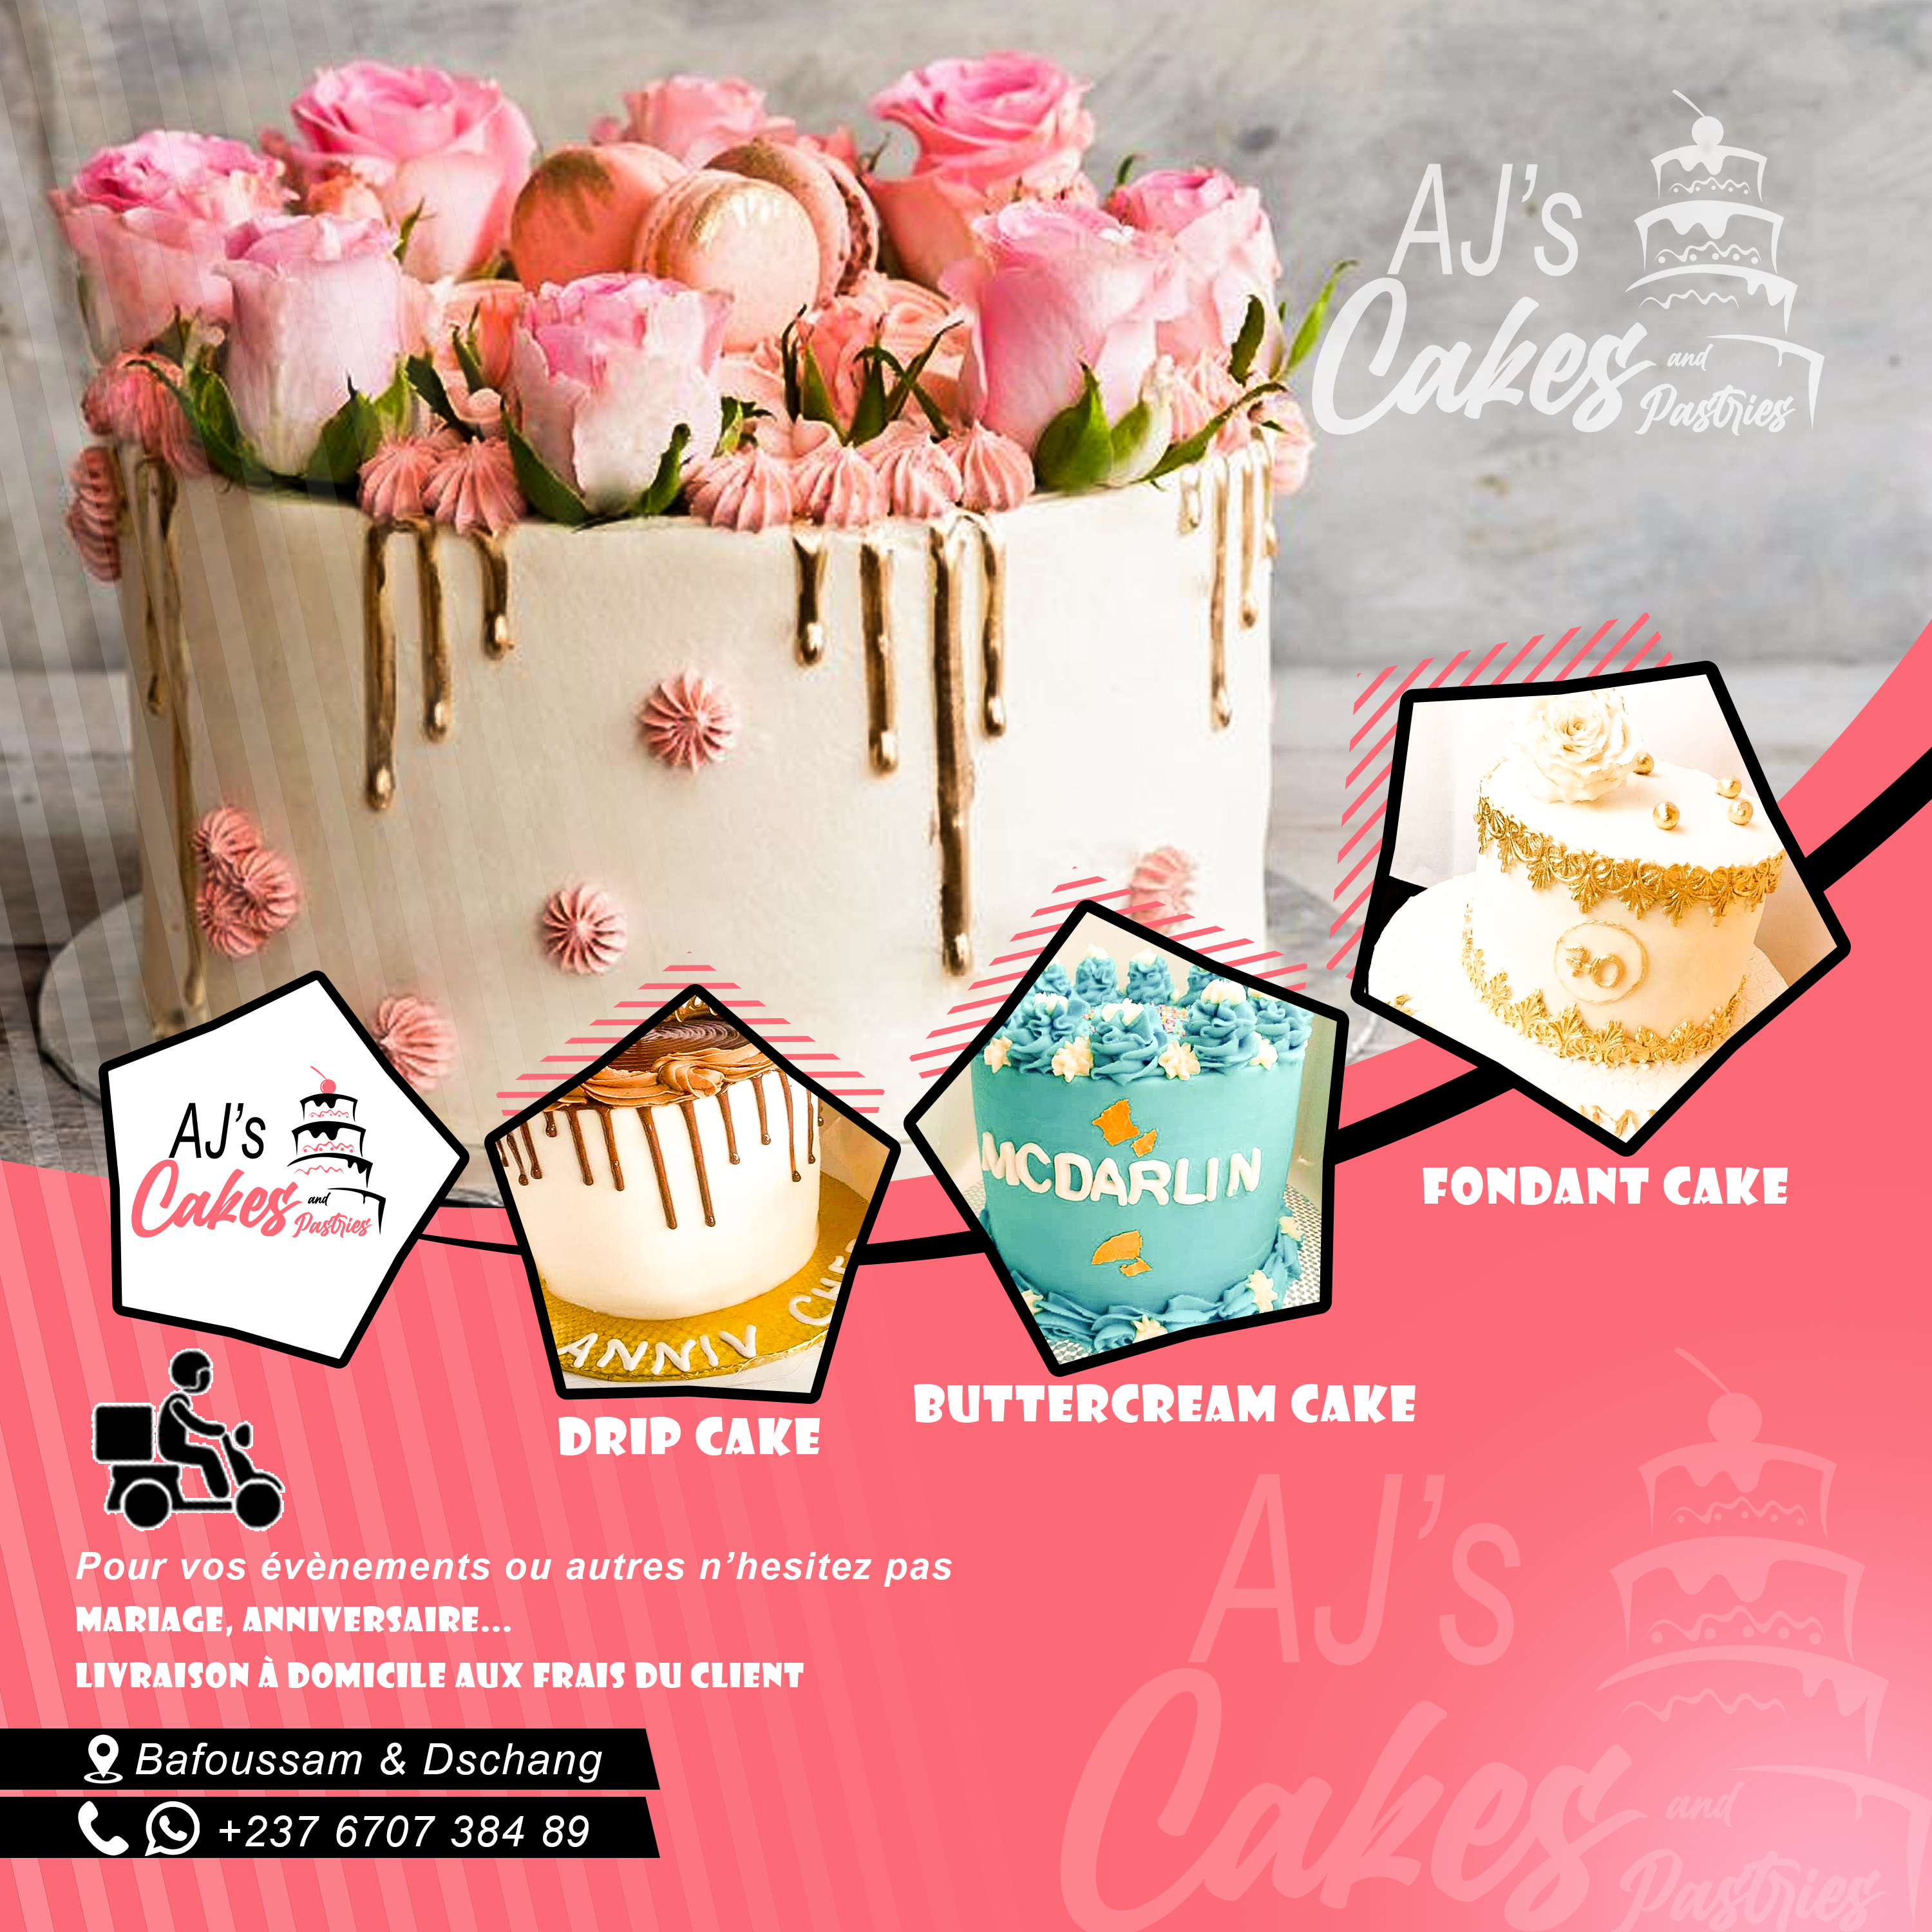 AJ's
Cakes and
Pastries
AJ's
Cakes and
Pastries
ANNIV
MCDARLIN
FONDANT CAKE
BUTTERCREAM CAKE
DRIP CAKE
Pour vos évènements ou autres n'hesitez pas
MARIAGE, ANNIVERSAIRE...
LIVRAISON À DOMICILE AUX FRAIS DU CLIENT
Bafoussam & Dschang
+237 6707 384 89
AJ's
Cakes and
Pastries